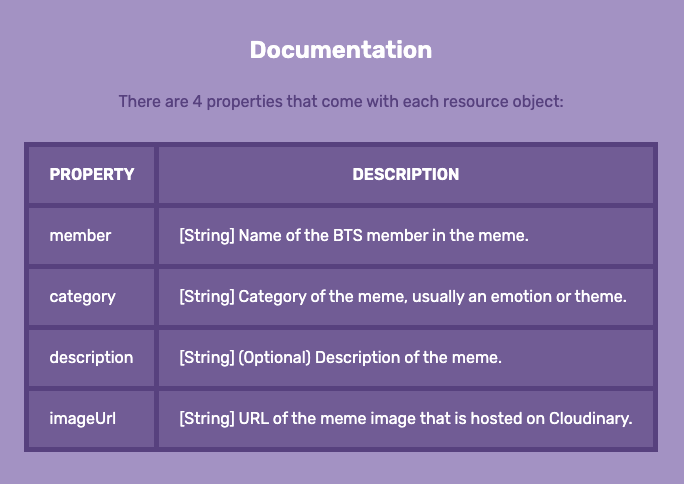 Documentation
There are 4 properties that come with each resource object:
PROPERTY DESCRIPTION
member [String] Name of the BTS member in the meme.
category [String] Category of the meme, usually an emotion or theme.
description [String] (Optional) Description of the meme.
imageUrl [String] URL of the meme image that is hosted on Cloudinary.